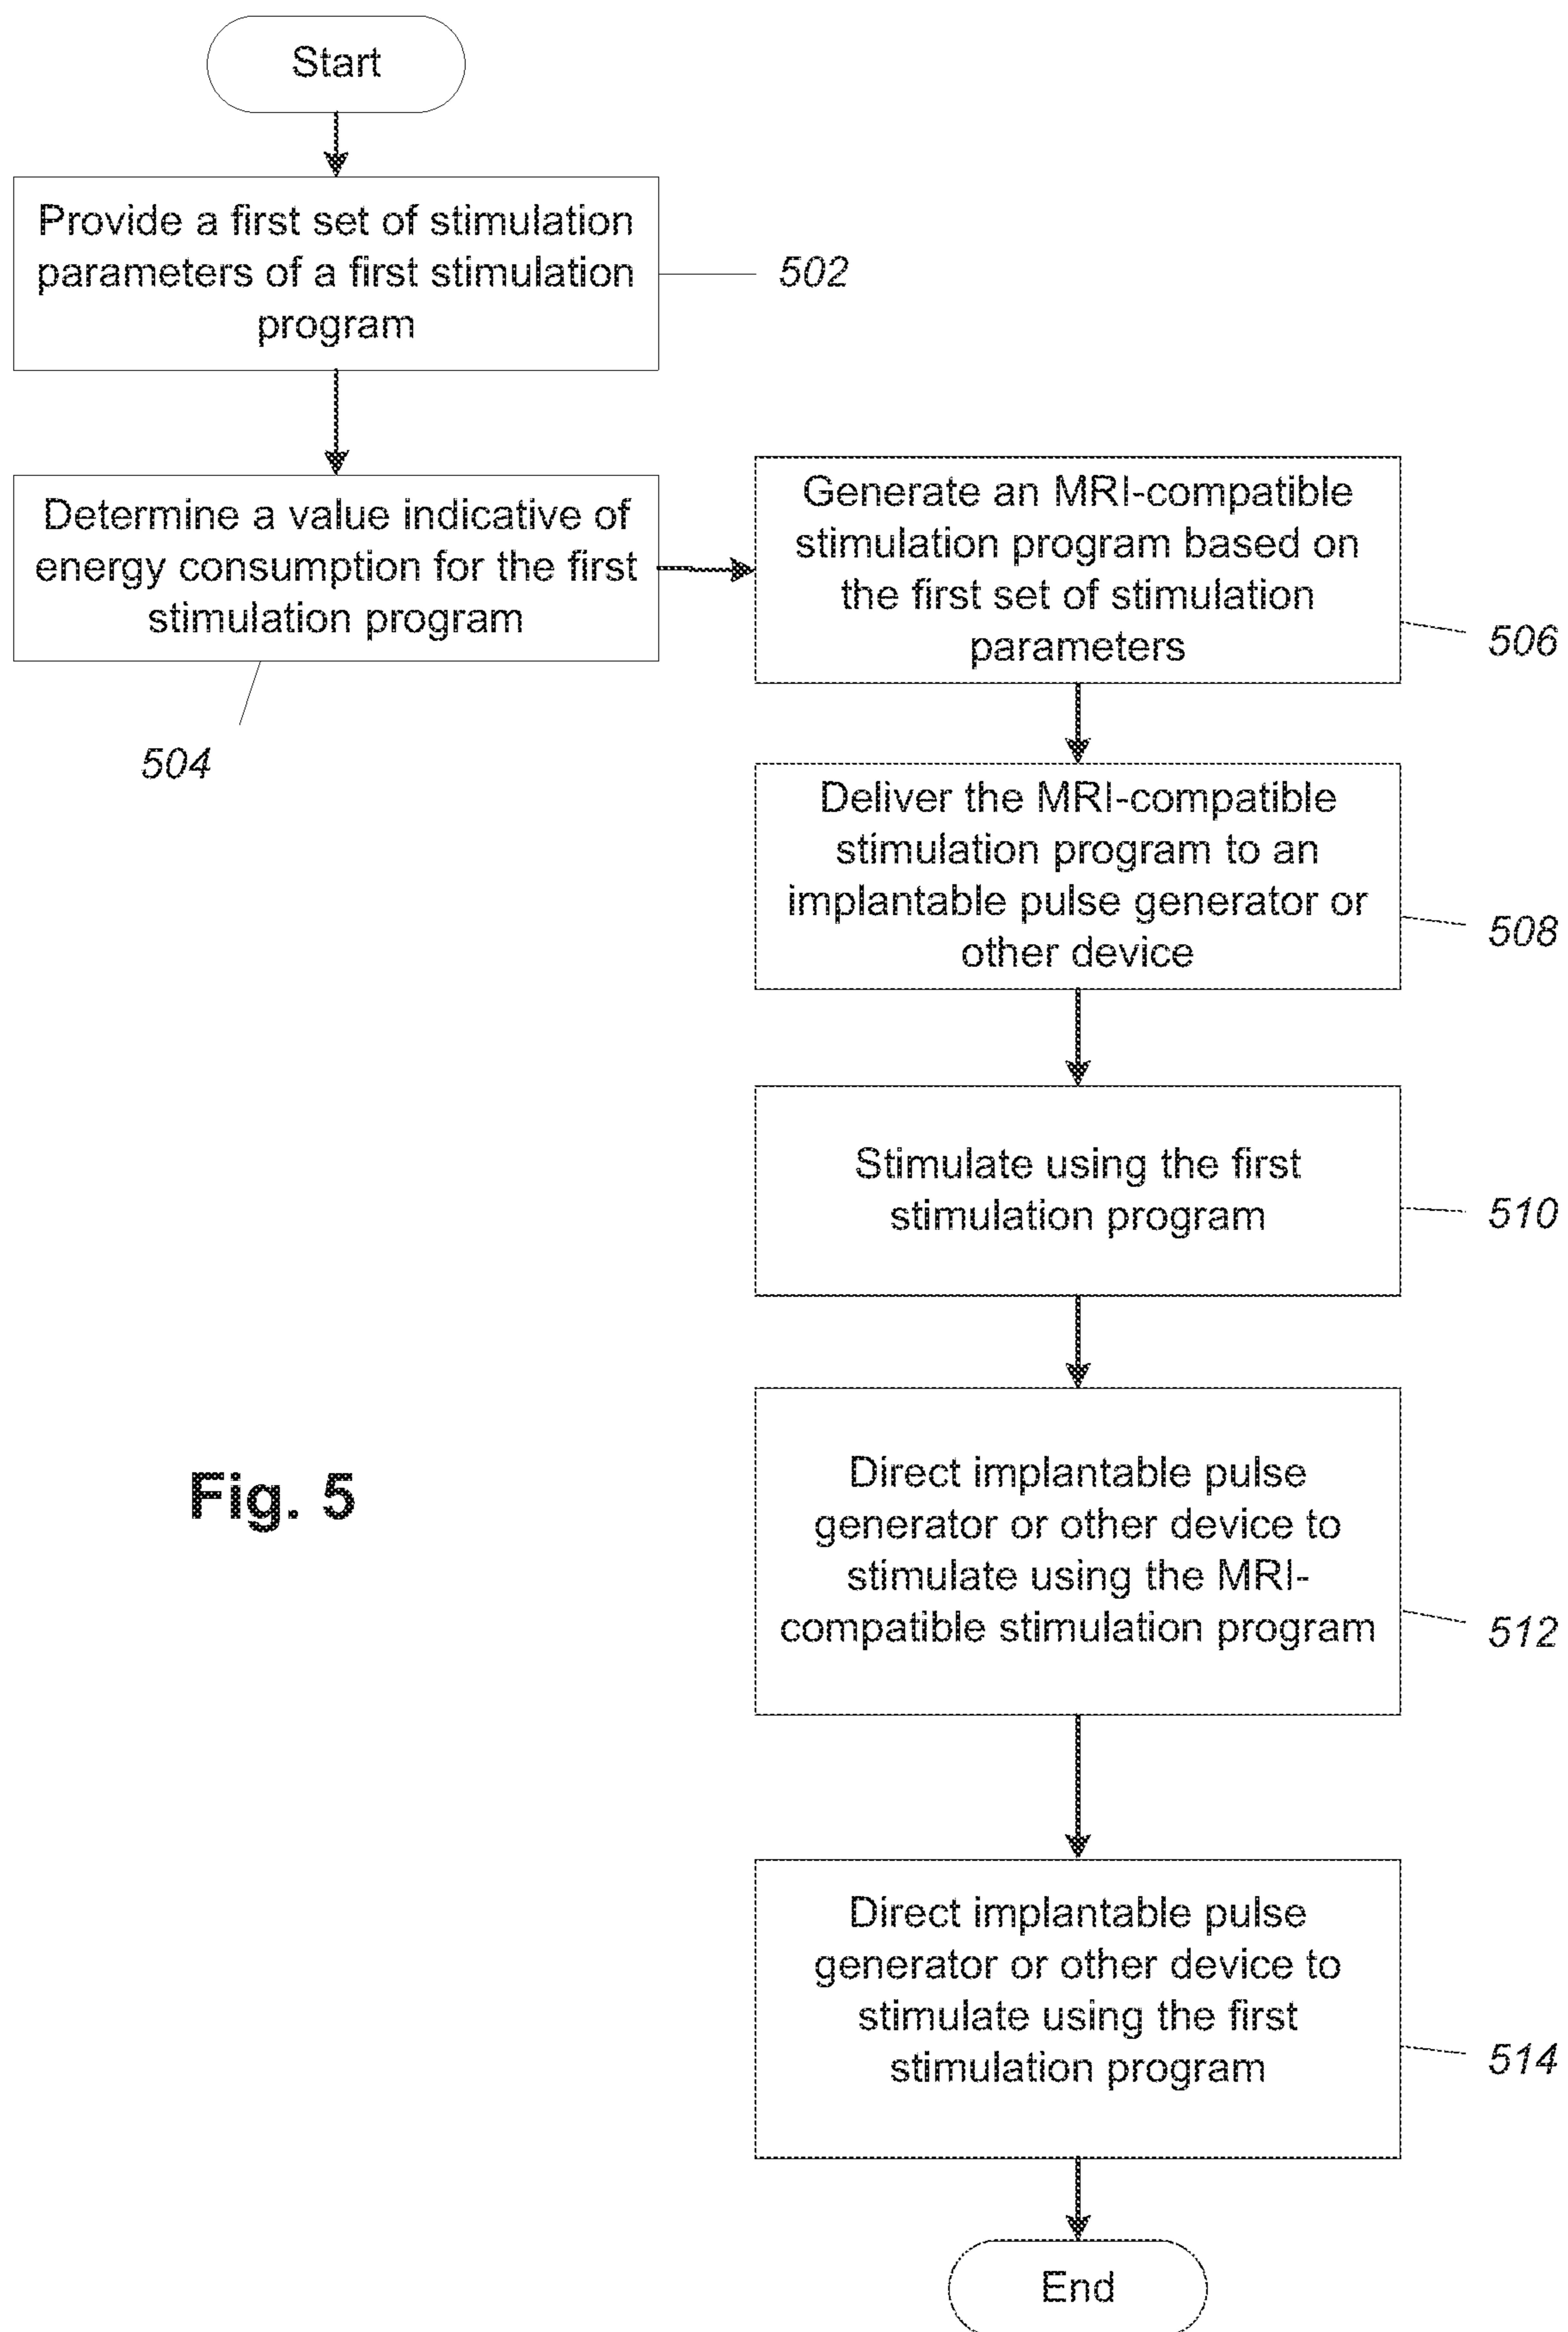 Start
Provide a first set of stimulation
parameters of a first stimulation
program
502
Determine a value indicative of
energy consumption for the first
stimulation program
504
Generate an MRI-compatible
stimulation program based on
the first set of stimulation
parameters
506
Deliver the MRI-compatible
stimulation program to an
implantable pulse generator or
other device
508
Stimulate using the first
stimulation program
510
Direct implantable pulse
generator or other device to
stimulate using the MRI-
compatible stimulation program
512
Fig. 5
Direct implantable pulse
generator or other device to
stimulate using the first
stimulation program
514
End